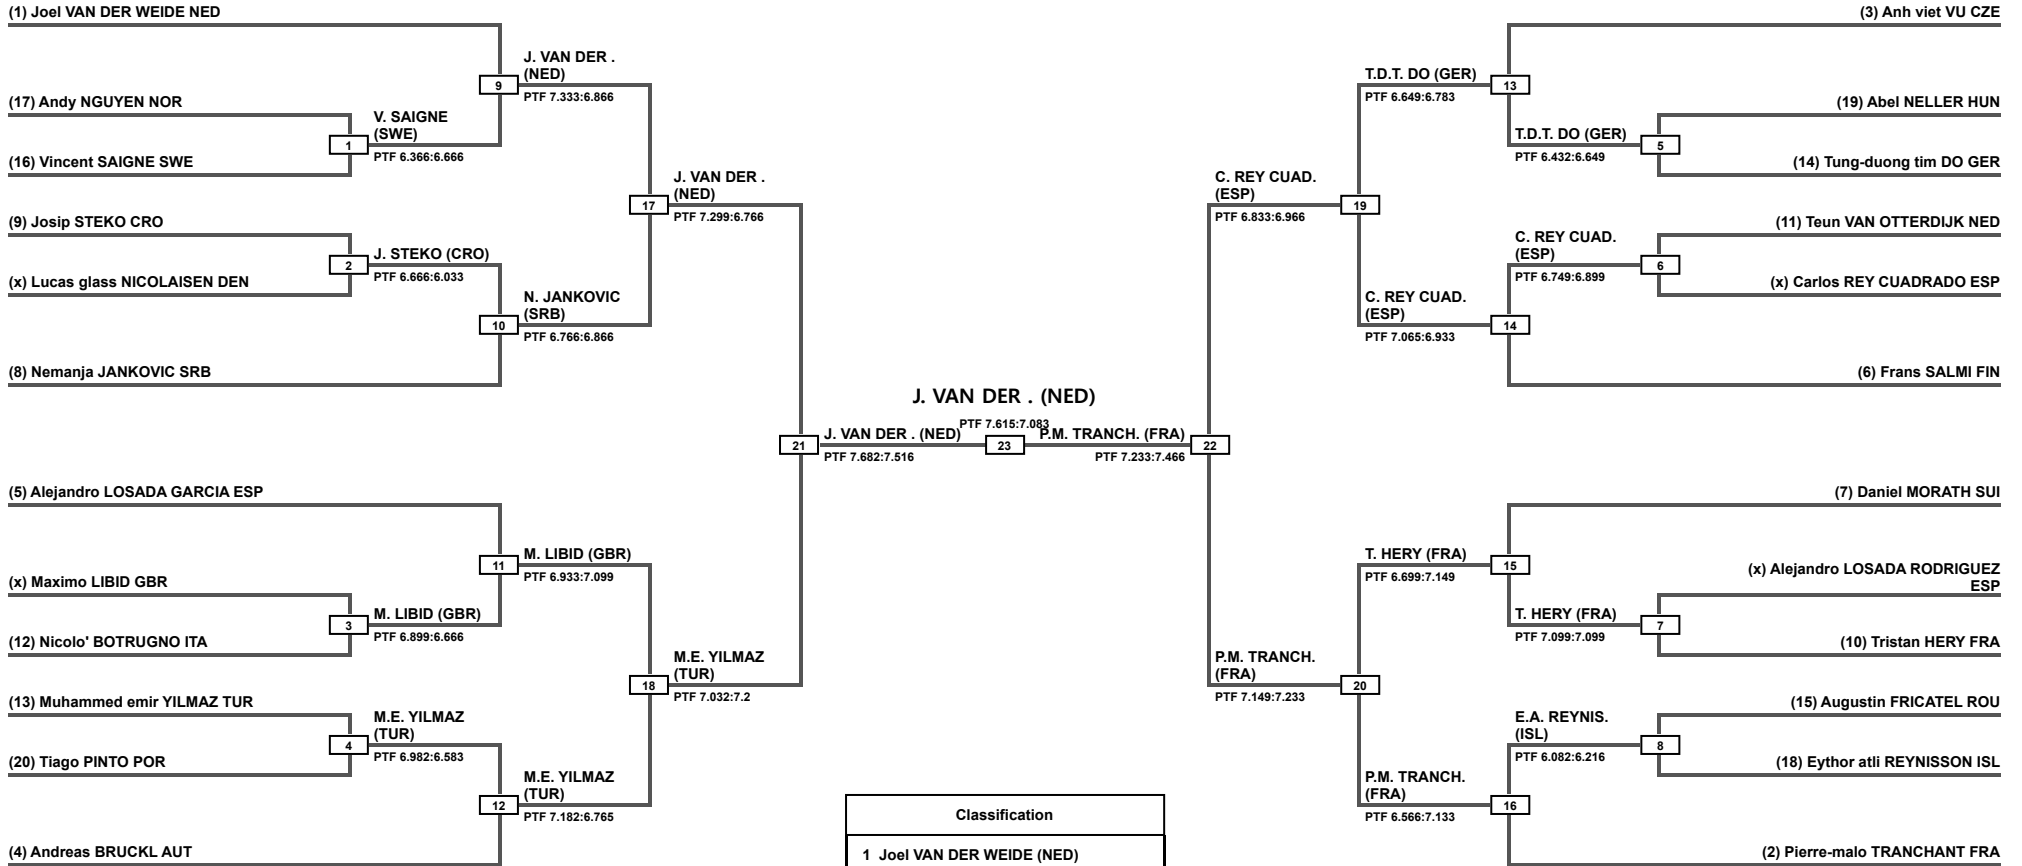 (1) Joel VAN DER WEIDE NED
(17) Andy NGUYEN NOR
(16) Vincent SAIGNE SWE
(9) Josip STEKO CRO
(x) Lucas glass NICOLAISEN DEN
(8) Nemanja JANKOVIC SRB
(5) Alejandro LOSADA GARCIA ESP
(x) Maximo LIBID GBR
(12) Nicolo' BOTRUGNO ITA
(13) Muhammed emir YILMAZ TUR
(20) Tiago PINTO POR
(4) Andreas BRUCKL AUT
1
V. SAIGNE
(SWE)
PTF 6.366:6.666
2
J. STEKO (CRO)
PTF 6.666:6.033
3
M. LIBID (GBR)
PTF 6.899:6.666
4
M.E. YILMAZ
(TUR)
PTF 6.982:6.583
9
J. VAN DER .
(NED)
PTF 7.333:6.866
10
N. JANKOVIC
(SRB)
PTF 6.766:6.866
11
M. LIBID (GBR)
PTF 6.933:7.099
12
M.E. YILMAZ
(TUR)
PTF 7.182:6.765
17
J. VAN DER .
(NED)
PTF 7.299:6.766
18
M.E. YILMAZ
(TUR)
PTF 7.032:7.2
21
J. VAN DER . (NED)
PTF 7.682:7.516
J. VAN DER . (NED)
PTF 7.615:7.083
23
P.M. TRANCH. (FRA)
PTF 7.233:7.466
22
C. REY CUAD.
(ESP)
PTF 6.833:6.966
19
P.M. TRANCH.
(FRA)
PTF 7.149:7.233
20
T.D.T. DO (GER)
PTF 6.649:6.783
13
C. REY CUAD.
(ESP)
PTF 7.065:6.933
14
T. HERY (FRA)
PTF 6.699:7.149
15
P.M. TRANCH.
(FRA)
PTF 6.566:7.133
16
T.D.T. DO (GER)
PTF 6.432:6.649
5
C. REY CUAD.
(ESP)
PTF 6.749:6.899
6
T. HERY (FRA)
PTF 7.099:7.099
7
E.A. REYNIS.
(ISL)
PTF 6.082:6.216
8
(3) Anh viet VU CZE
(19) Abel NELLER HUN
(14) Tung-duong tim DO GER
(11) Teun VAN OTTERDIJK NED
(x) Carlos REY CUADRADO ESP
(6) Frans SALMI FIN
(7) Daniel MORATH SUI
(x) Alejandro LOSADA RODRIGUEZ
ESP
(10) Tristan HERY FRA
(15) Augustin FRICATEL ROU
(18) Eythor atli REYNISSON ISL
(2) Pierre-malo TRANCHANT FRA
Classification
1 Joel VAN DER WEIDE (NED)